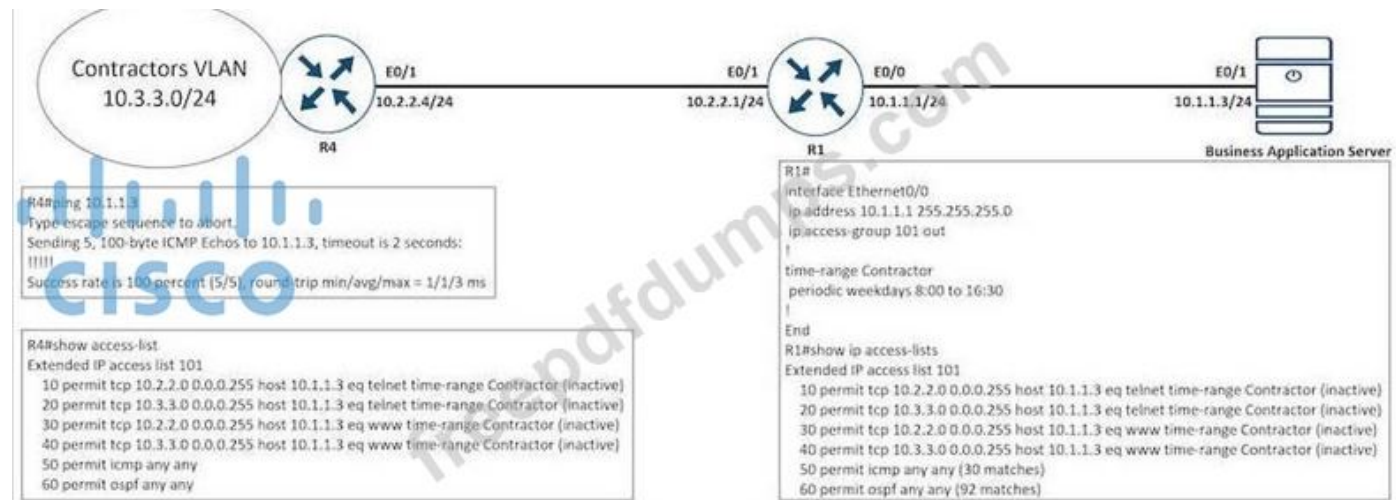 Contractors VLAN
10.3.3.0/24
E0/1
10.2.2.4/24
R4
E0/1
10.2.2.1/24
E0/0
10.1.1.1/24
R1
E0/1
10.1.1.3/24
Business Application Server
R4#ping 10.1.1.3
Type escape sequence to abort.
Sending 5, 100-byte ICMP Echos to 10.1.1.3, timeout is 2 seconds:
!!!!!
Success rate is 100 percent (5/5), round-trip min/avg/max = 1/1/3 ms
CISCO
R4#show access-list
Extended IP access list 101
10 permit tcp 10.2.2.0 0.0.0.255 host 10.1.1.3 eq telnet time-range Contractor (inactive)
20 permit tcp 10.3.3.0 0.0.0.255 host 10.1.1.3 eq telnet time-range Contractor (inactive)
30 permit tcp 10.2.2.0 0.0.0.255 host 10.1.1.3 eq www time-range Contractor (inactive)
40 permit tcp 10.3.3.0 0.0.0.255 host 10.1.1.3 eq www time-range Contractor (inactive)
50 permit icmp any any
60 permit ospf any any
R1#
interface Ethernet0/0
ip address 10.1.1.1 255.255.255.0
ip access-group 101 out
!
time-range Contractor
periodic weekdays 8:00 to 16:30
!
End
R1#show ip access-lists
Extended IP access list 101
10 permit tcp 10.2.2.0 0.0.0.255 host 10.1.1.3 eq telnet time-range Contractor (inactive)
20 permit tcp 10.3.3.0 0.0.0.255 host 10.1.1.3 eq telnet time-range Contractor (inactive)
30 permit tcp 10.2.2.0 0.0.0.255 host 10.1.1.3 eq www time-range Contractor (inactive)
40 permit tcp 10.3.3.0 0.0.0.255 host 10.1.1.3 eq www time-range Contractor (inactive)
50 permit icmp any any (30 matches)
60 permit ospf any any (92 matches)
freepdfdumps.com